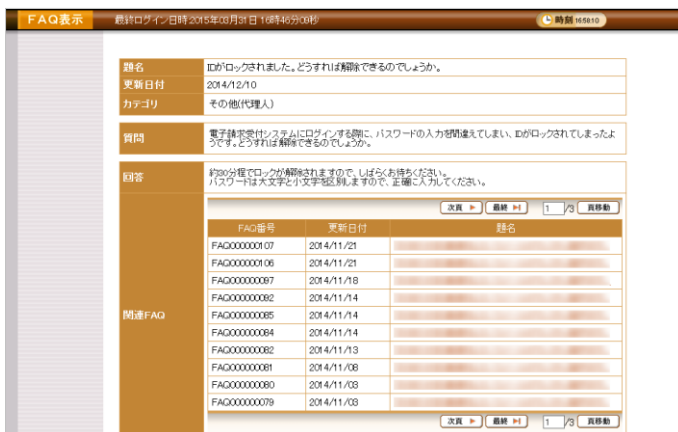 FAQ表示 最終ログイン日時:2015年03月31日 16時46分09秒 時刻 16:58:10
題名 IDがロックされました。どうすれば解除できるのでしょうか。
更新日付 2014/12/10
カテゴリ その他(代理人)
質問 電子請求受付システムにログインする際に、パスワードの入力を間違えてしまい、IDがロックされてしまったよ
うです。どうすれば解除できるのでしょうか。
回答 約30分程でロックが解除されますので、しばらくお待ちください。
パスワードは大文字と小文字を区別しますので、正確に入力してください。
関連FAQ
次頁 最終 1 /3 頁移動
FAQ番号 更新日付 題名
FAQ000000107 2014/11/21
FAQ000000106 2014/11/21
FAQ000000097 2014/11/18
FAQ000000092 2014/11/14
FAQ000000085 2014/11/14
FAQ000000084 2014/11/14
FAQ000000082 2014/11/13
FAQ000000081 2014/11/08
FAQ000000080 2014/11/03
FAQ000000079 2014/11/03
次頁 最終 1 /3 頁移動